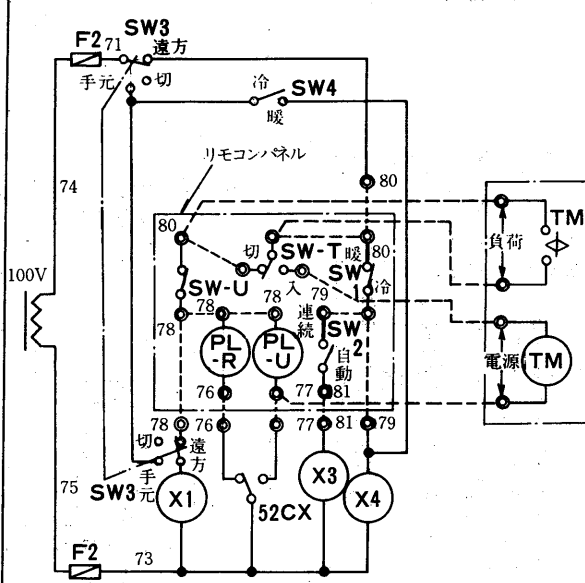 SW3
F2
71
遠方
手元
切
冷
SW4
暖
リモコンパネル
74
80
80
切
SW-T
暖
80
TM
負荷
100V
SW-U
入
SW
1
冷
78
78
78
79
連続
SW
2
自動
PL
-R
PL
-U
電源
TM
76
77
81
78
76
77
81
79
切
遠方
手元
SW3
X1
52CX
X3
X4
75
F2
73